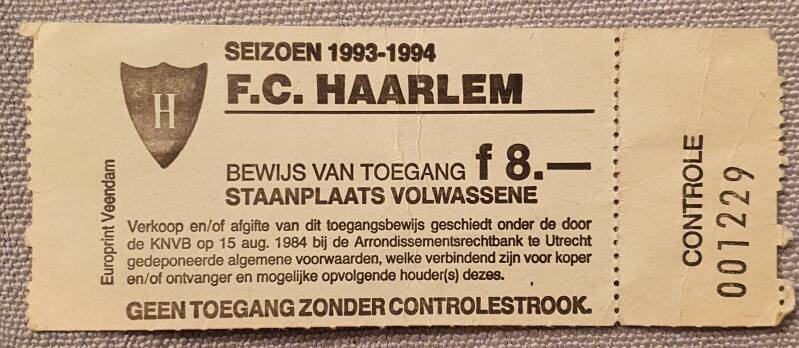 SEIZOEN 1993-1994
F.C. HAARLEM
H
BEWIJS VAN TOEGANG f 8.—
STAANPLAATS VOLWASSENE
Europrint Veendam
Verkoop en/of afgifte van dit toegangsbewijs geschiedt onder de door
de KNVB op 15 aug. 1984 bij de Arrondissementsrechtbank te Utrecht
gedeponeerde algemene voorwaarden, welke verbindend zijn voor koper
en/of ontvanger en mogelijke opvolgende houder(s) dezes.
GEEN TOEGANG ZONDER CONTROLESTROOK.
CONTROLE
001229